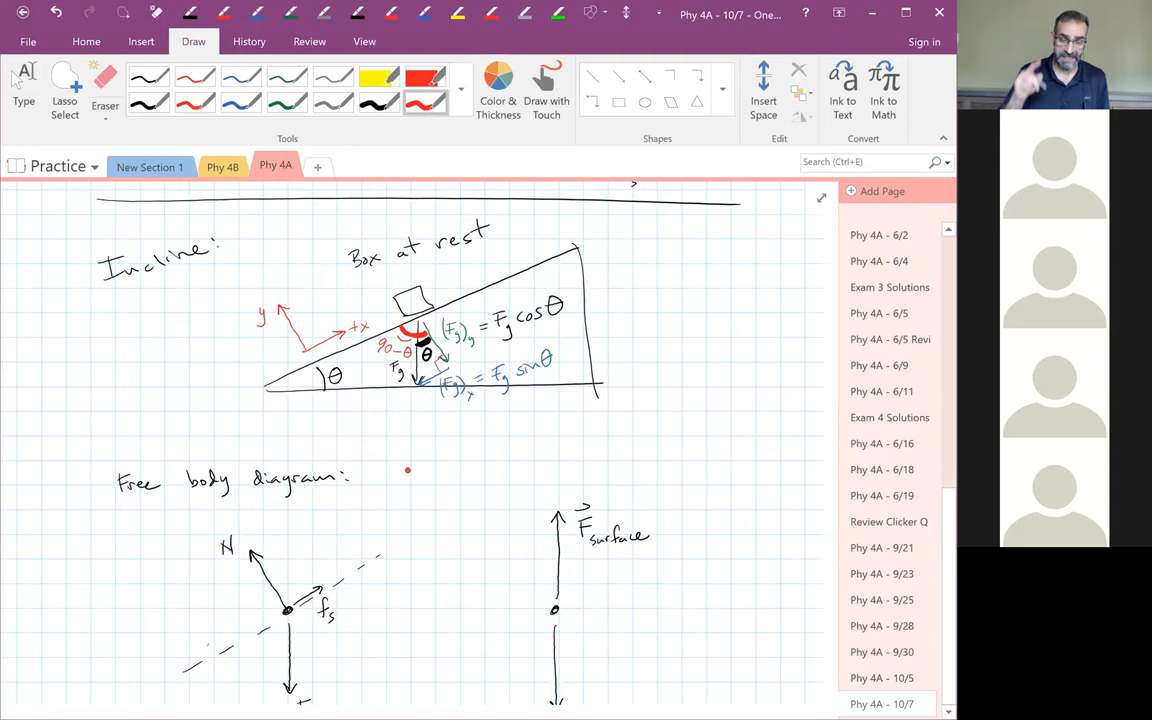 Phy 4A - 10/7 - One...
File Home Insert Draw History Review View
Sign in
Type
Lasso Select
Eraser
Color & Thickness
Draw with Touch
Insert Space
Ink to Text
Ink to Math
Tools
Shapes
Edit
Convert
Practice
New Section 1
Phy 4B
Phy 4A
Search (Ctrl+E)
Add Page
Phy 4A - 6/2
Phy 4A - 6/4
Exam 3 Solutions
Phy 4A - 6/5
Phy 4A - 6/5 Revi
Phy 4A - 6/9
Phy 4A - 6/11
Exam 4 Solutions
Phy 4A - 6/16
Phy 4A - 6/18
Phy 4A - 6/19
Review Clicker Q
Phy 4A - 9/21
Phy 4A - 9/23
Phy 4A - 9/25
Phy 4A - 9/28
Phy 4A - 9/30
Phy 4A - 10/5
Phy 4A - 10/7
Incline:
Box at rest
y
+x
90-θ
θ
θ
Fg
(Fg)y = Fg cosθ
(Fg)x = Fg sinθ
Free body diagram:
N
fs
F surface